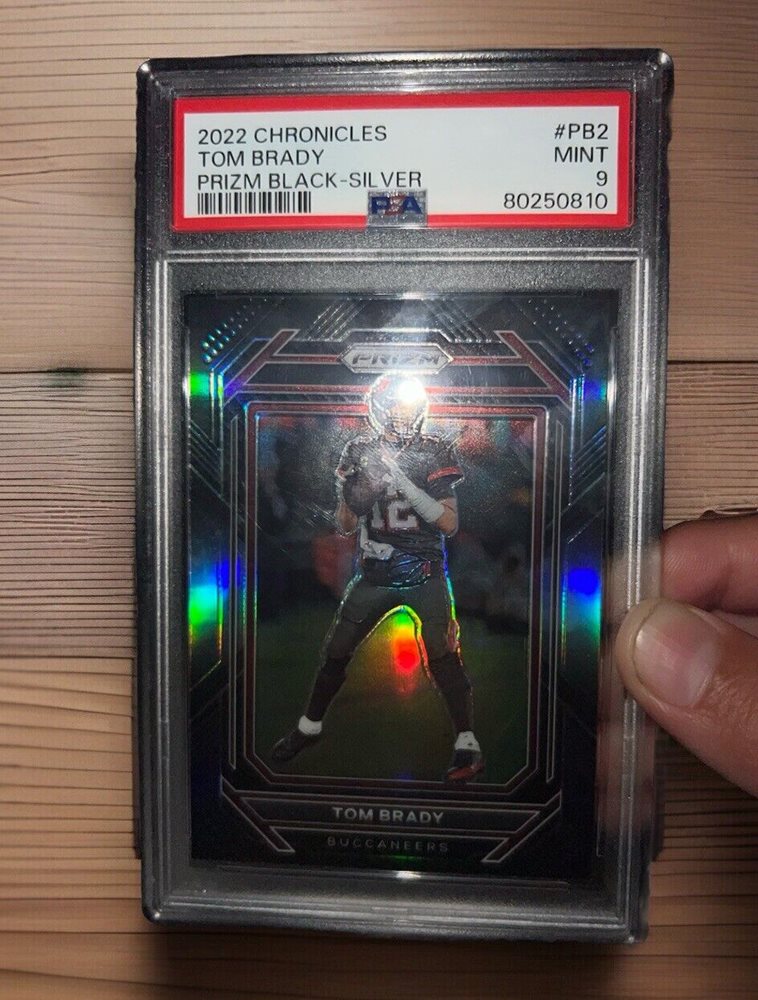 2022 CHRONICLES #PB2
TOM BRADY MINT
PRIZM BLACK-SILVER 9
PSA 80250810
PRIZM
12
TOM BRADY
BUCCANEERS